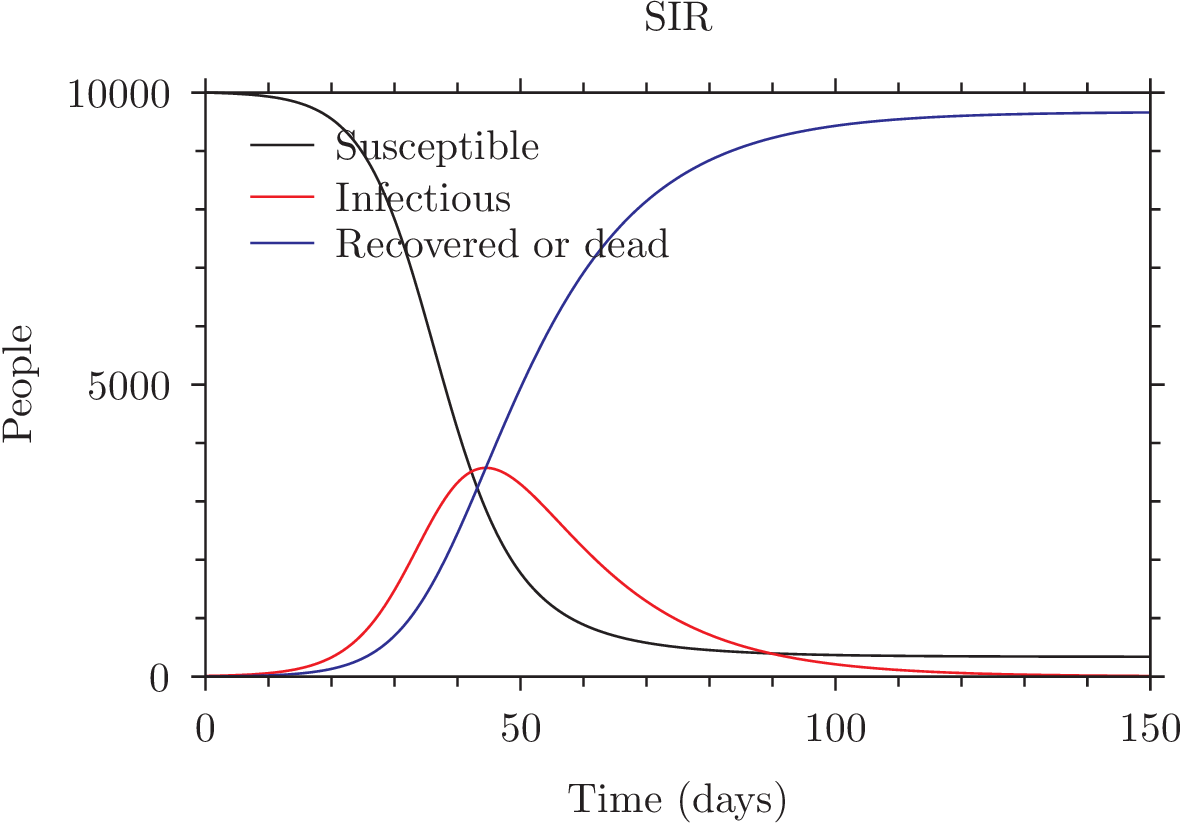 SIR
10000
Susceptible
Infectious
Recovered or dead
People
5000
0
0 50 100 150
Time (days)